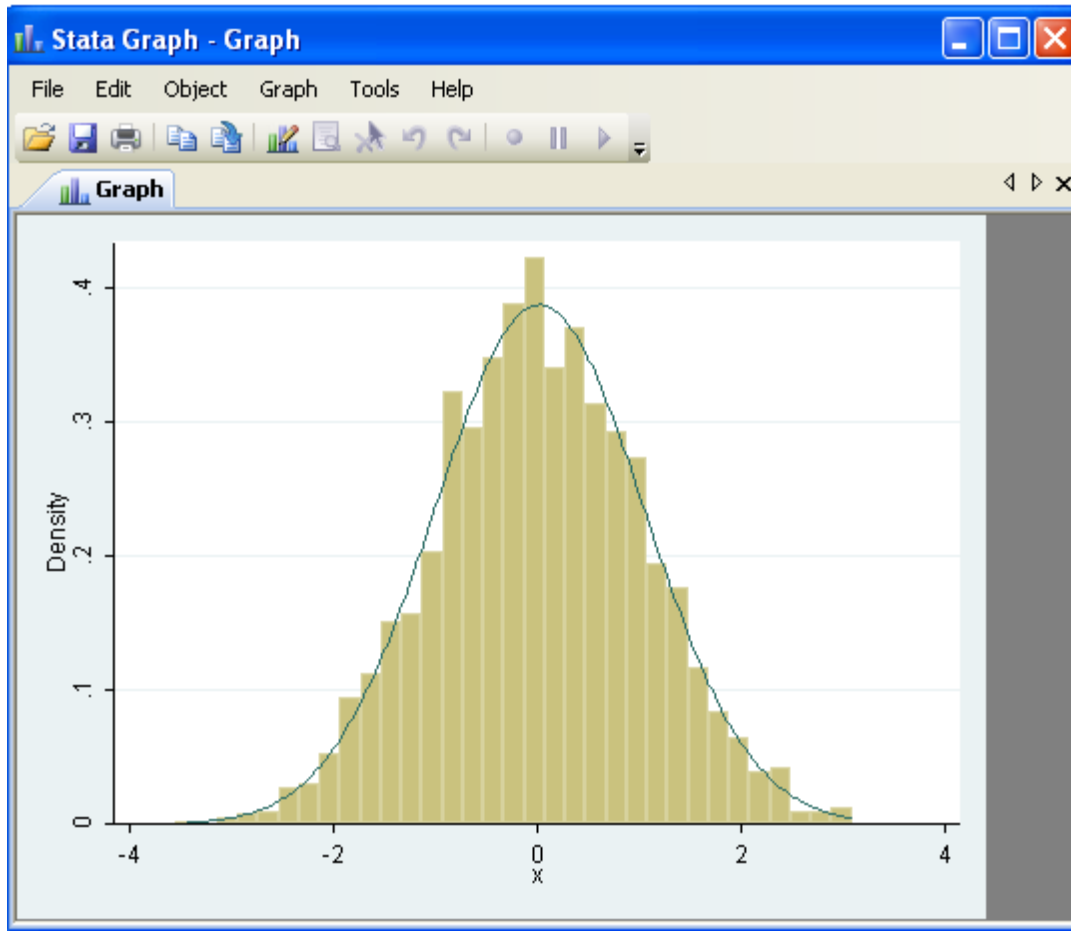 Stata Graph - Graph
File Edit Object Graph Tools Help
Graph
.4
.3
.2
.1
0
Density
-4 -2 0 2 4
x